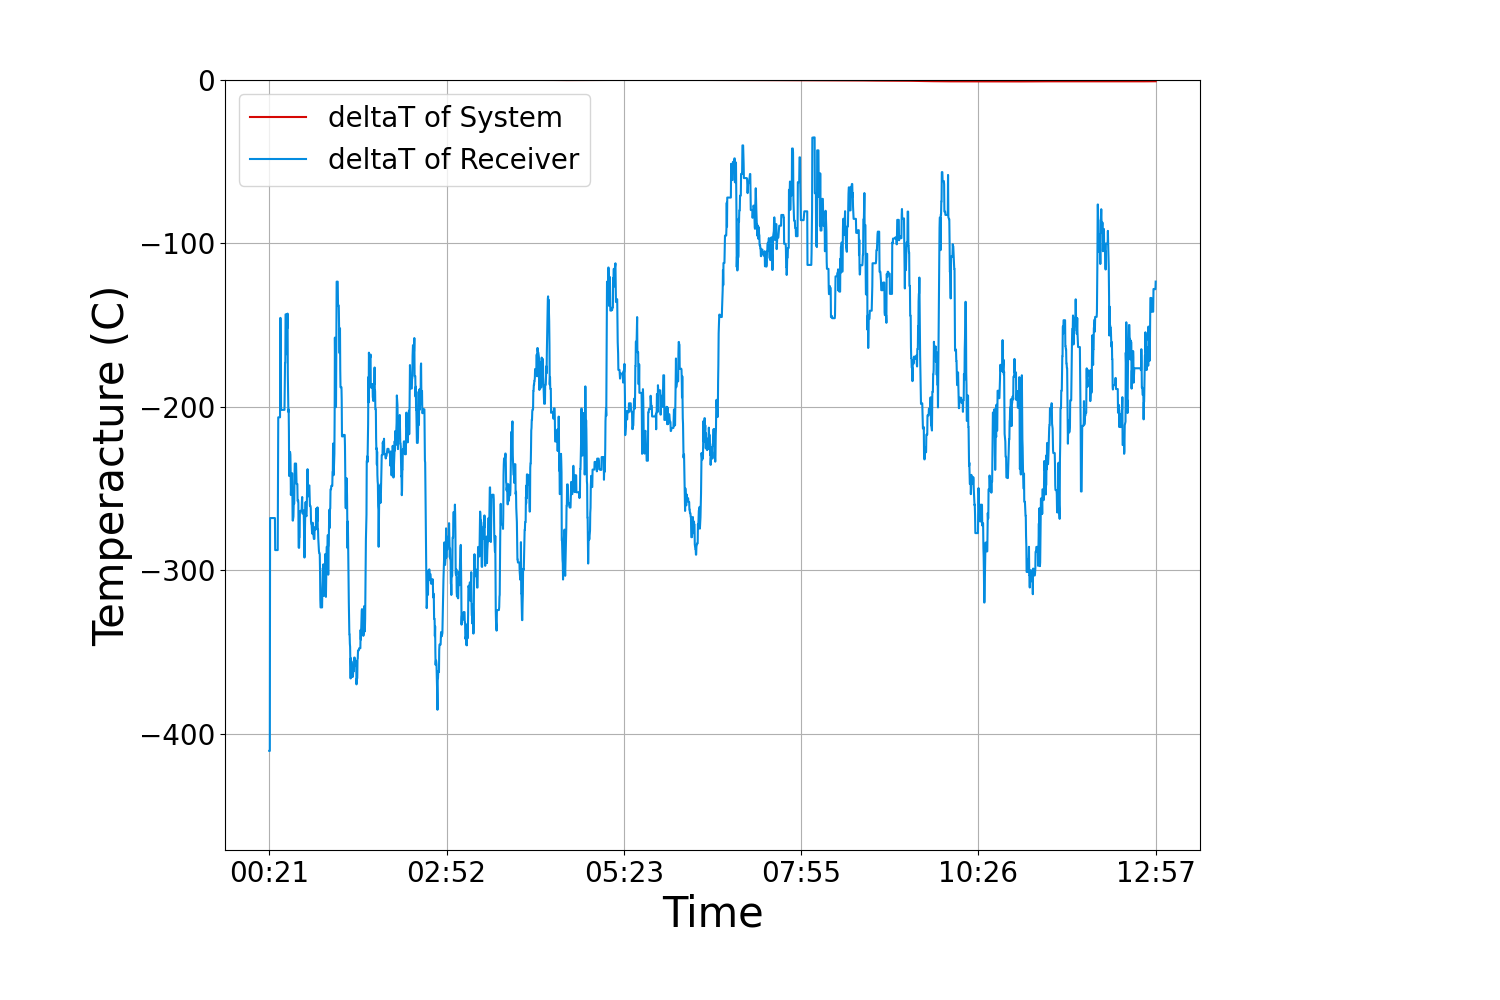 0
−100
−200
−300
−400
Temperacture (C)
deltaT of System
deltaT of Receiver
00:21 02:52 05:23 07:55 10:26 12:57
Time